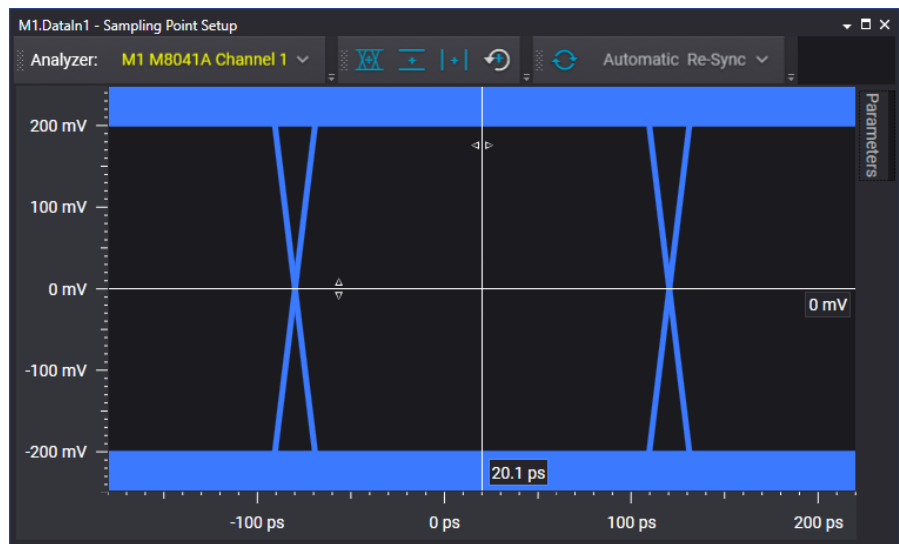 M1.DataIn1 - Sampling Point Setup
Analyzer: M1 M8041A Channel 1
Automatic Re-Sync
Parameters
200 mV
100 mV
0 mV
0 mV
-100 mV
-200 mV
20.1 ps
-100 ps 0 ps 100 ps 200 ps